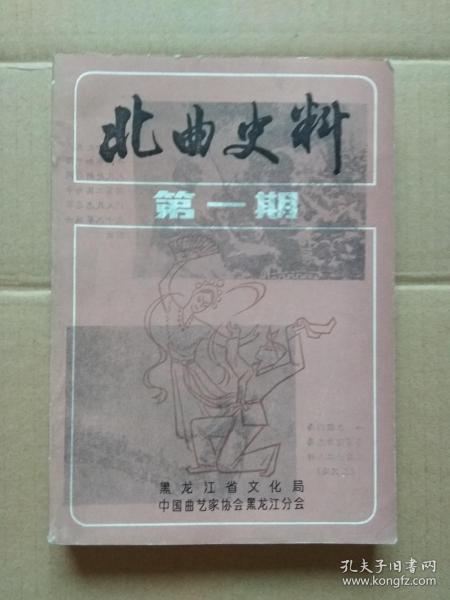 北曲史料
第一期
黑龙江省文化局
中国曲艺家协会黑龙江分会
孔夫子旧书网
www.kongfz.com